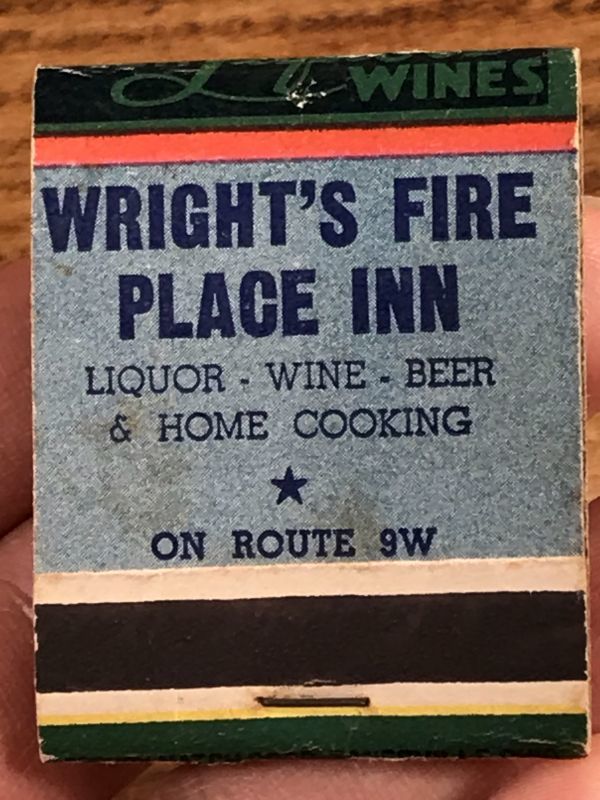 WINES
WRIGHT'S FIRE
PLACE INN
LIQUOR - WINE - BEER
& HOME COOKING
ON ROUTE 9W